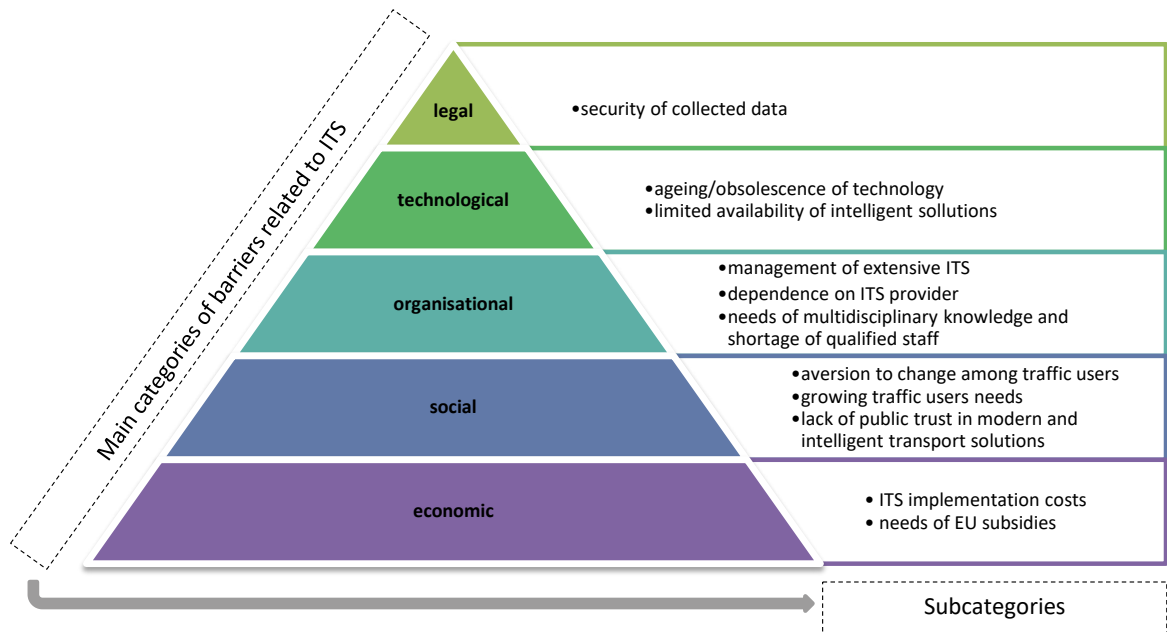 Main categories of barriers related to ITS
legal
•security of collected data
technological
•ageing/obsolescence of technology
•limited availability of intelligent sollutions
organisational
•management of extensive ITS
•dependence on ITS provider
•needs of multidisciplinary knowledge and
shortage of qualified staff
social
•aversion to change among traffic users
•growing traffic users needs
•lack of public trust in modern and
intelligent transport solutions
economic
• ITS implementation costs
• needs of EU subsidies
Subcategories